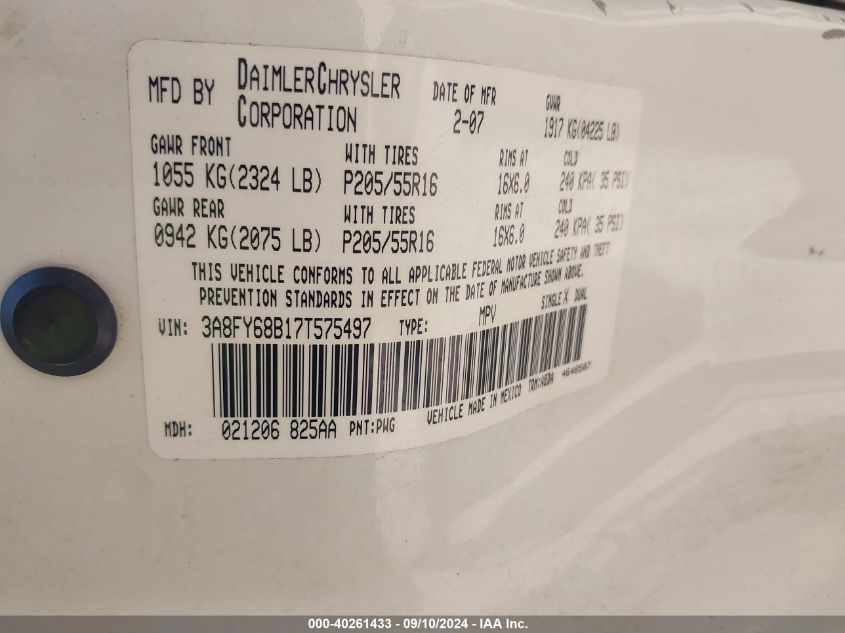 MFD BY DAIMLERCHRYSLER CORPORATION
DATE OF MFR 2-07
GVWR 1917 KG(04225 LB)
GAWR FRONT WITH TIRES RIMS AT COLD
1055 KG(2324 LB) P205/55R16 16X6.0 240 KPA( 35 PSI)
GAWR REAR WITH TIRES RIMS AT COLD
0942 KG(2075 LB) P205/55R16 16X6.0 240 KPA( 35 PSI)
THIS VEHICLE CONFORMS TO ALL APPLICABLE FEDERAL MOTOR VEHICLE SAFETY AND THEFT
PREVENTION STANDARDS IN EFFECT ON THE DATE OF MANUFACTURE SHOWN ABOVE.
VIN: 3A8FY68B17T575497 TYPE: MPV SINGLE X DUAL
MDH: 021206 825AA PNT:PWG VEHICLE MADE IN MEXICO TRM:ABDA 4648507
000-40261433 - 09/10/2024 - IAA Inc.